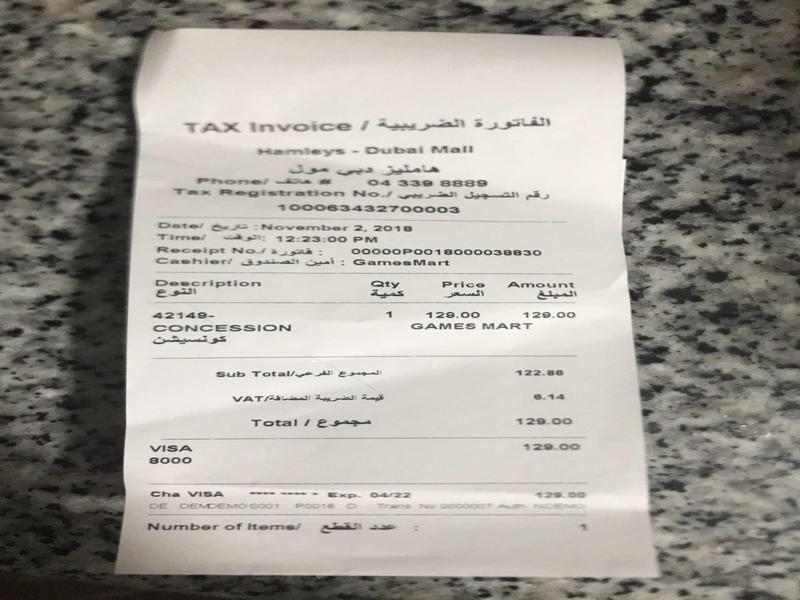 TAX Invoice / الفاتورة الضريبية
Hamleys - Dubai Mall
هامليز دبي مول
Phone/ هاتف # 04 339 8889
Tax Registration No./ رقم التسجيل الضريبي
100063432700003
Date/ تاريخ : November 2, 2018
Time/ الوقت: 12:23:00 PM
Receipt No./ فاتورة : 00000P0018000038830
Cashier/ أمين الصندوق : GamesMart
Description Qty Price Amount
النوع كمية السعر المبلغ
42149- 1 129.00 129.00
CONCESSION GAMES MART
كونسيشن
Sub Total/المجموع الفرعي 122.86
VAT/قيمة الضريبة المضافة 6.14
Total / مجموع 129.00
VISA 129.00
8000
Cha VISA **** **** * Exp. 04/22 129.00
DE DEMDEMOS001 P0018 D Trans No 0000007 Auth NDEMO
Number of Items/ عدد القطع : 1